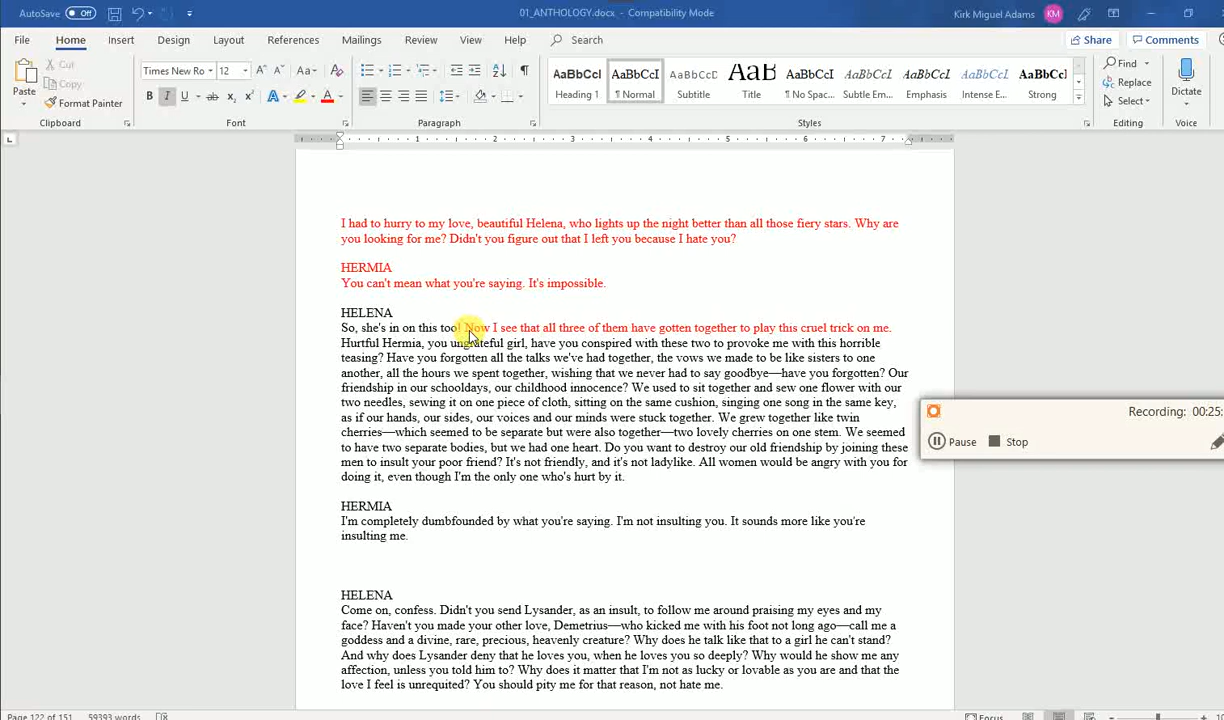 AutoSave Off 01_ANTHOLOGY.docx - Compatibility Mode Kirk Miguel Adams KM
File Home Insert Draw Design Layout References Mailings Review View Help Search Share Comments
Paste Cut Copy Format Painter
Times New Ro 12 Aa
B I U ab x₂ x² A A
AaBbCcI AaBbCcI AaBbCcI AaB AaBbCcI AaBbCcI AaBbCcI AaBbCcI AaBbCcI
Heading 1 ¶ Normal Subtitle Title ¶ No Spac... Subtle Em... Emphasis Intense E... Strong
Find Replace Select Dictate
Clipboard Font Paragraph Styles Editing Voice
1 2 3 4 5 6 7
I had to hurry to my love, beautiful Helena, who lights up the night better than all those fiery stars. Why are
you looking for me? Didn't you figure out that I left you because I hate you?
HERMIA
You can't mean what you're saying. It's impossible.
HELENA
So, she's in on this too! Now I see that all three of them have gotten together to play this cruel trick on me.
Hurtful Hermia, you ungrateful girl, have you conspired with these two to provoke me with this horrible
teasing? Have you forgotten all the talks we've had together, the vows we made to be like sisters to one
another, all the hours we spent together, wishing that we never had to say goodbye—have you forgotten? Our
friendship in our schooldays, our childhood innocence? We used to sit together and sew one flower with our
two needles, sewing it on one piece of cloth, sitting on the same cushion, singing one song in the same key,
as if our hands, our sides, our voices and our minds were stuck together. We grew together like twin
cherries—which seemed to be separate but were also together—two lovely cherries on one stem. We seemed
to have two separate bodies, but we had one heart. Do you want to destroy our old friendship by joining these
men to insult your poor friend? It's not friendly, and it's not ladylike. All women would be angry with you for
doing it, even though I'm the only one who's hurt by it.
Recording: 00:25:
Pause Stop
HERMIA
I'm completely dumbfounded by what you're saying. I'm not insulting you. It sounds more like you're
insulting me.
HELENA
Come on, confess. Didn't you send Lysander, as an insult, to follow me around praising my eyes and my
face? Haven't you made your other love, Demetrius—who kicked me with his foot not long ago—call me a
goddess and a divine, rare, precious, heavenly creature? Why does he talk like that to a girl he can't stand?
And why does Lysander deny that he loves you, when he loves you so deeply? Why would he show me any
affection, unless you told him to? Why does it matter that I'm not as lucky or lovable as you are and that the
love I feel is unrequited? You should pity me for that reason, not hate me.
Page 122 of 151 59393 words Focus